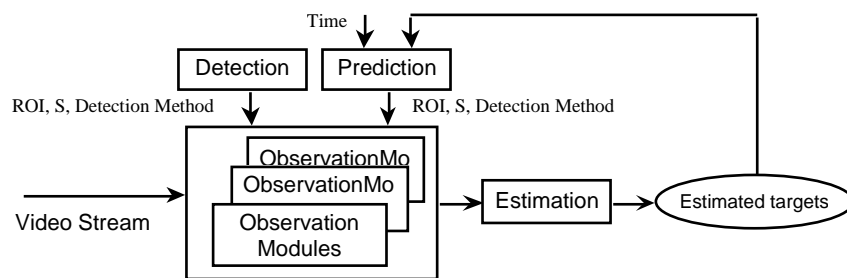 Time
Detection
Prediction
ROI, S, Detection Method
ROI, S, Detection Method
ObservationMo
ObservationMo
Observation
Modules
Video Stream
Estimation
Estimated targets